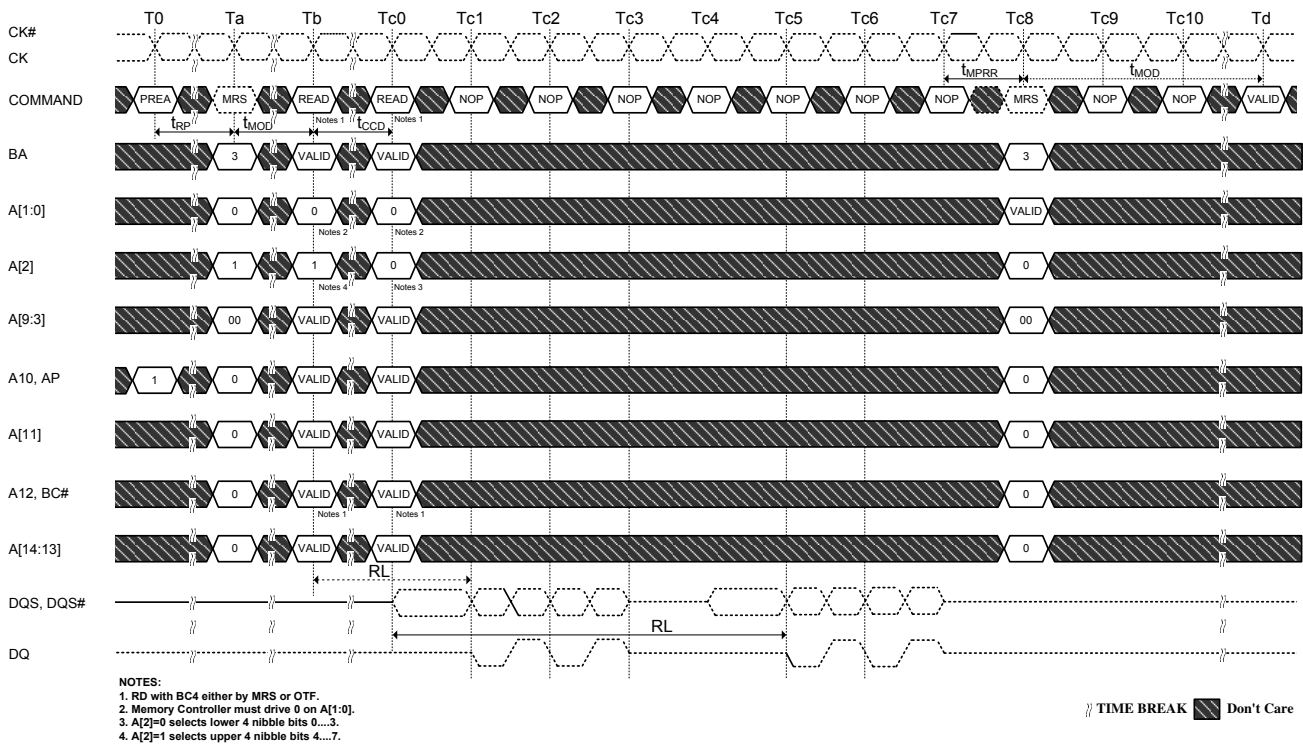 T0 Ta Tb Tc0 Tc1 Tc2 Tc3 Tc4 Tc5 Tc6 Tc7 Tc8 Tc9 Tc10 Td
CK#
CK
tMPRR tMOD
COMMAND PREA MRS READ READ NOP NOP NOP NOP NOP NOP NOP MRS NOP NOP VALID
Notes 1 Notes 1
tRP tMOD tCCD
BA 3 VALID VALID 3
A[1:0] 0 0 0 VALID
Notes 2 Notes 2
A[2] 1 1 0 0
Notes 4 Notes 3
A[9:3] 00 VALID VALID 00
A10, AP 1 0 VALID VALID 0
A[11] 0 VALID VALID 0
A12, BC# 0 VALID VALID 0
Notes 1 Notes 1
A[14:13] 0 VALID VALID 0
RL
DQS, DQS#
RL
DQ
NOTES:
1. RD with BC4 either by MRS or OTF.
2. Memory Controller must drive 0 on A[1:0].
3. A[2]=0 selects lower 4 nibble bits 0....3.
4. A[2]=1 selects upper 4 nibble bits 4....7.
TIME BREAK Don't Care